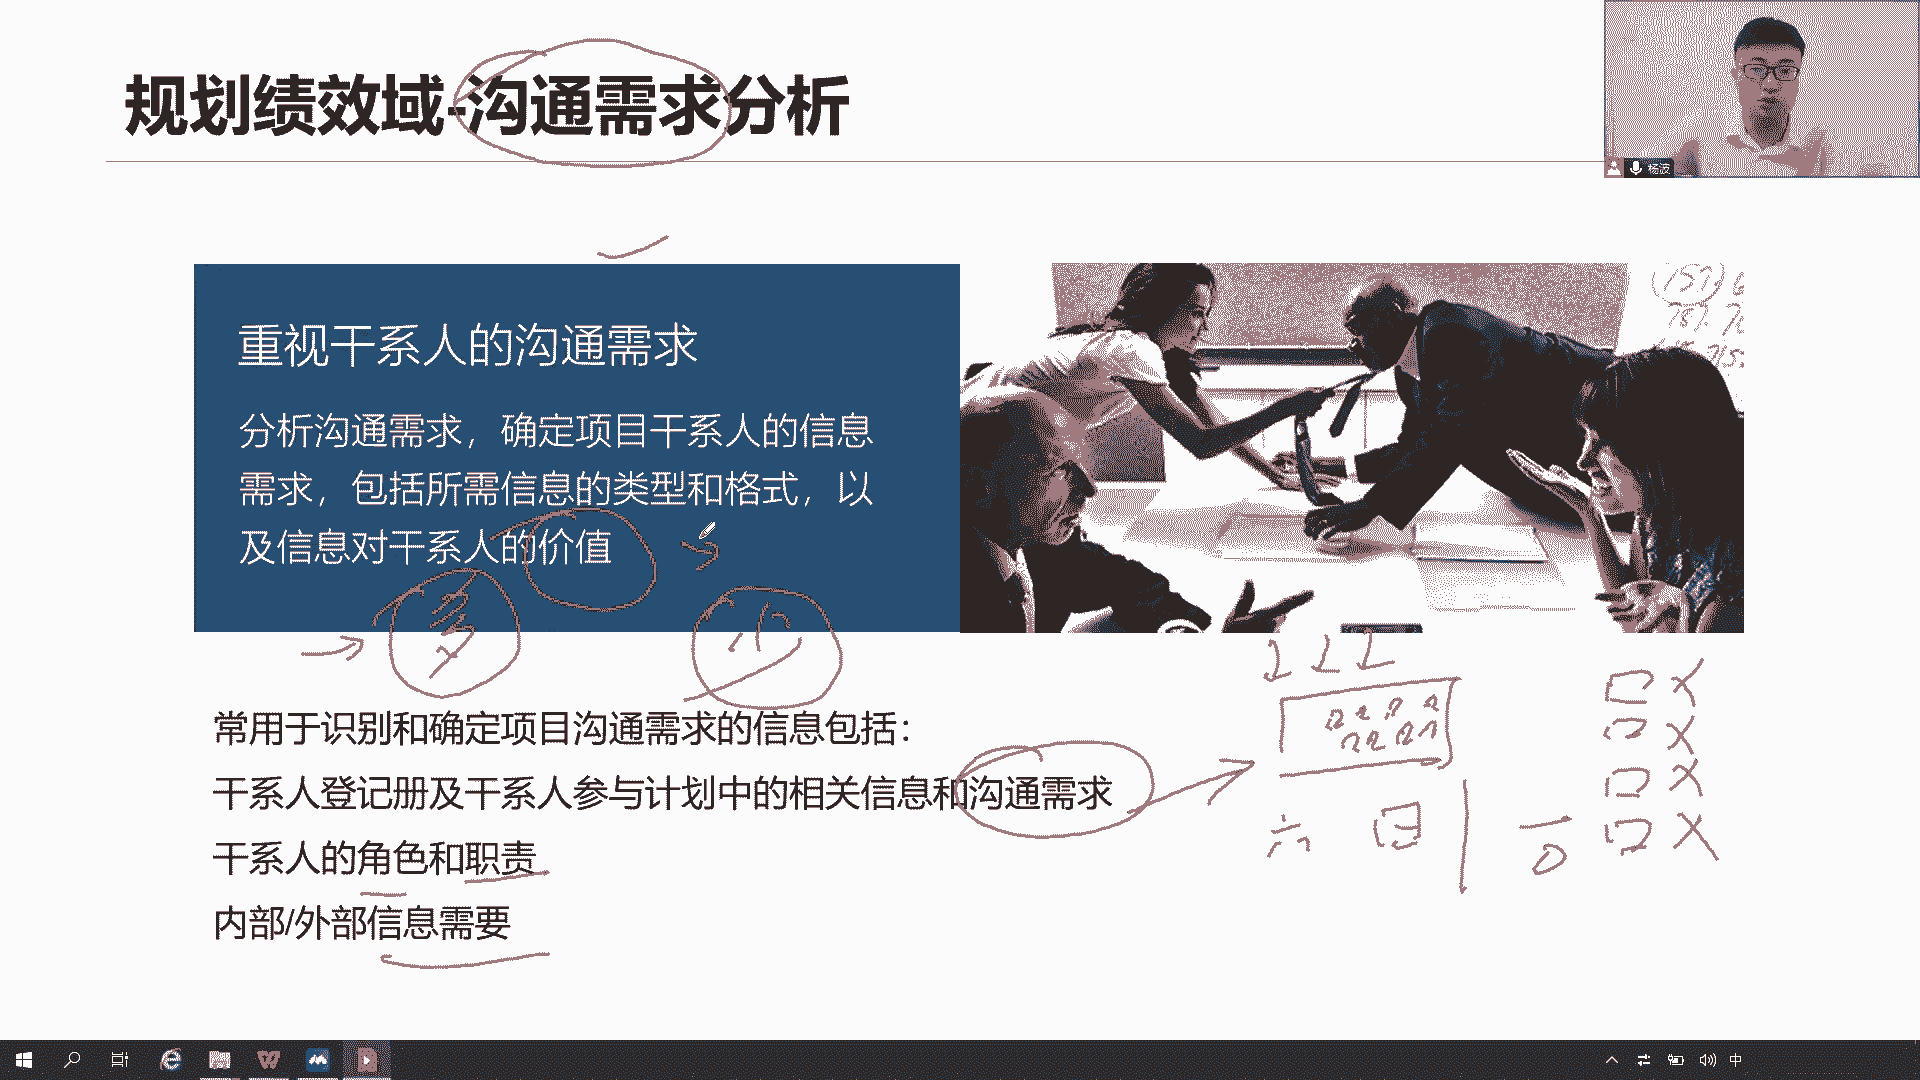 规划绩效域-沟通需求分析
杨波
重视干系人的沟通需求
分析沟通需求，确定项目干系人的信息
需求，包括所需信息的类型和格式，以
及信息对干系人的价值
多
小
常用于识别和确定项目沟通需求的信息包括：
干系人登记册及干系人参与计划中的相关信息和沟通需求
干系人的角色和职责
内部/外部信息需要
六 日 一
中